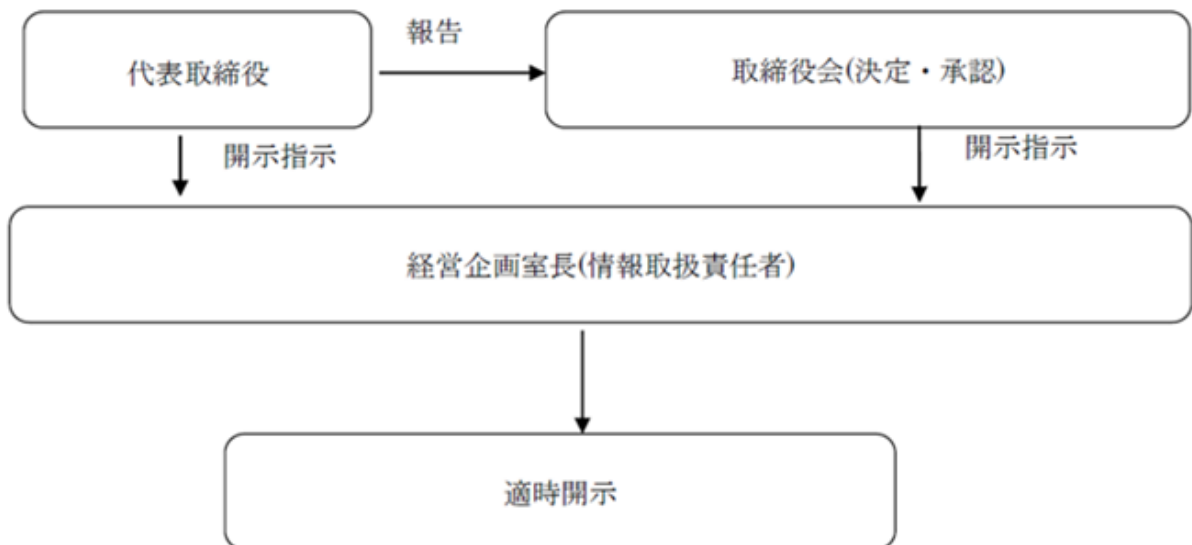 報告
代表取締役
取締役会(決定・承認)
開示指示
開示指示
経営企画室長(情報取扱責任者)
適時開示